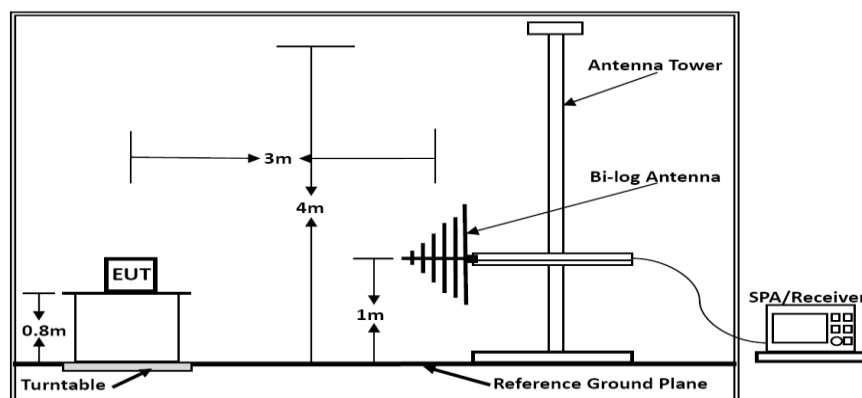 Antenna Tower
3m
Bi-log Antenna
4m
EUT
SPA/Receiver
0.8m
1m
Turntable
Reference Ground Plane